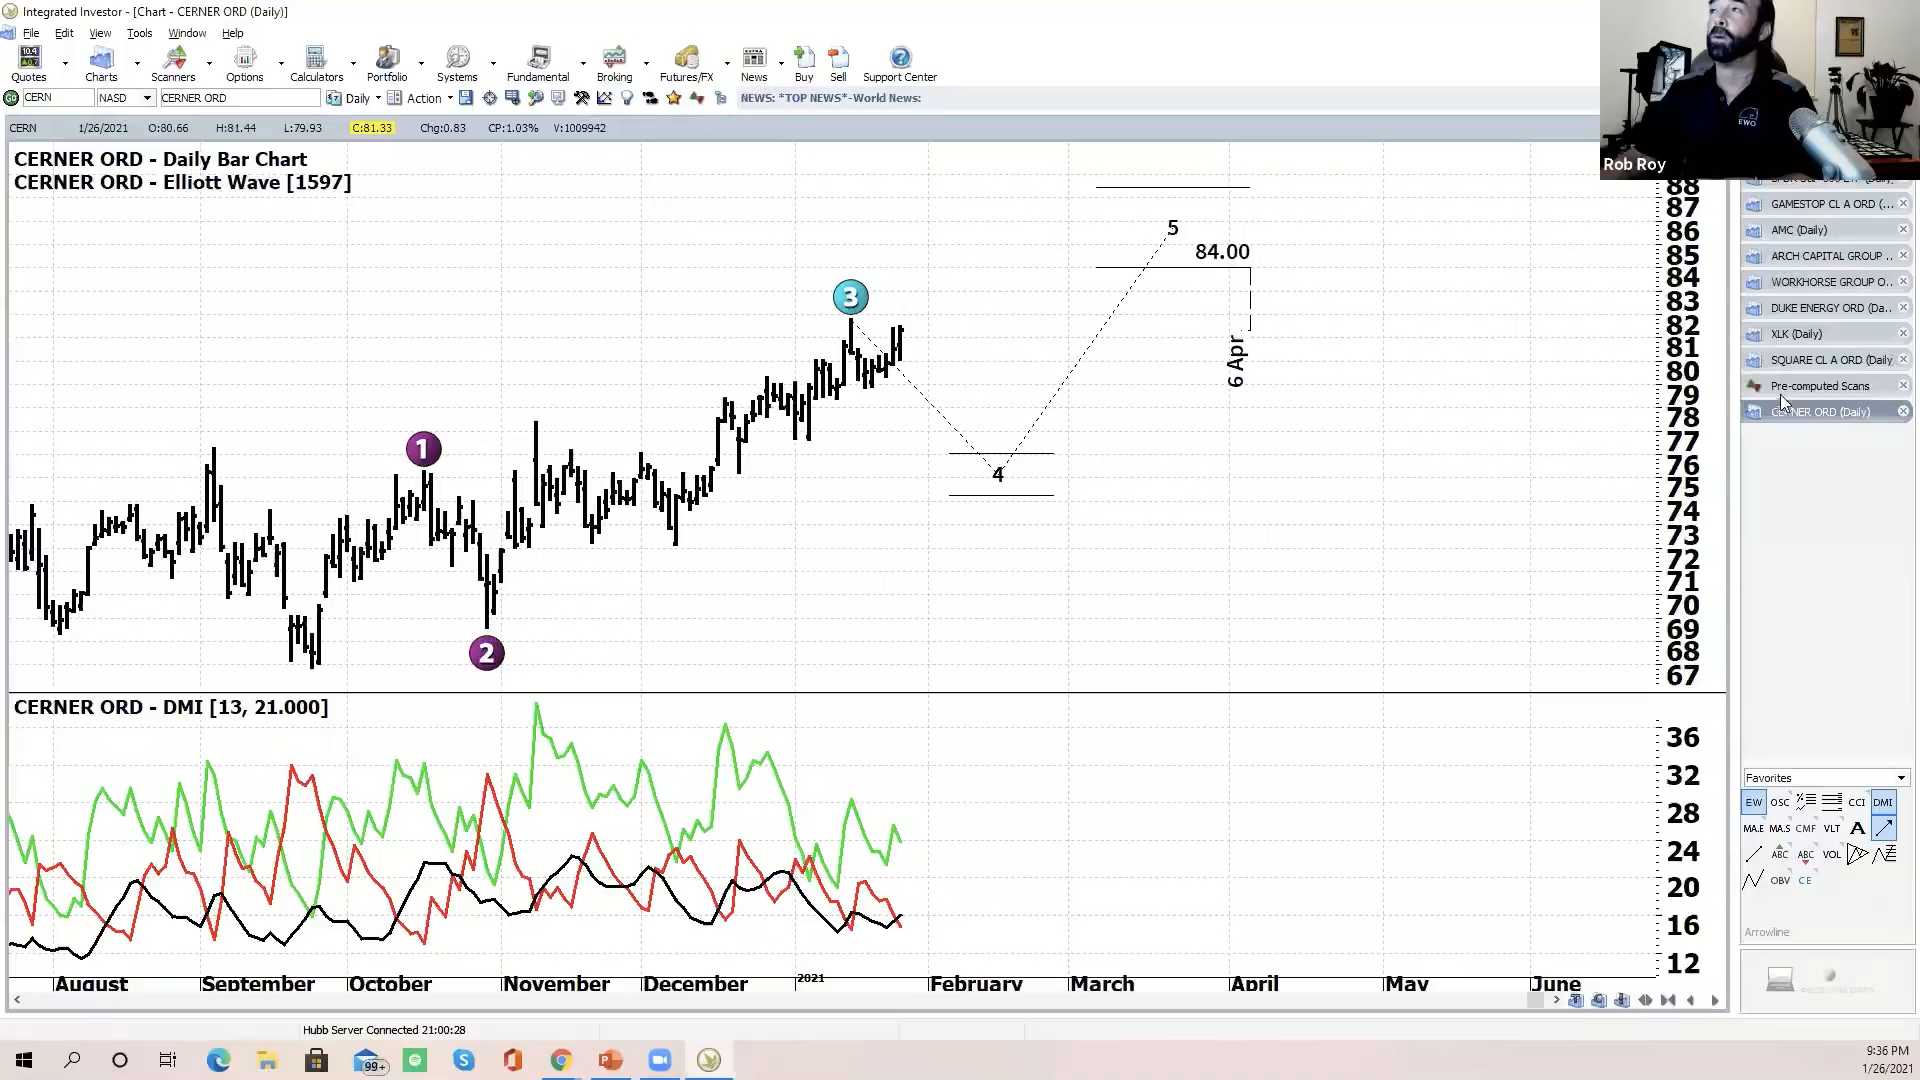 Integrated Investor - [Chart - CERNER ORD (Daily)]
File Edit View Tools Window Help
Quotes Charts Scanners Options Calculators Portfolio Systems Fundamental Broking Futures/FX News Buy Sell Support Center
CERN NASD CERNER ORD Daily Action NEWS: *TOP NEWS*-World News:
CERN 1/26/2021 O:80.66 H:81.44 L:79.93 C:81.33 Chg:0.83 CP:1.03% V:1009942
EWO
Rob Roy
CERNER ORD - Daily Bar Chart
CERNER ORD - Elliott Wave [1597]
88
87
86
85
84
83
82
81
80
79
78
77
76
75
74
73
72
71
70
69
68
67
5
84.00
3
6 Apr
1
4
2
GAMESTOP CL A ORD (...
AMC (Daily)
ARCH CAPITAL GROUP ..
WORKHORSE GROUP O..
DUKE ENERGY ORD (Da..
XLK (Daily)
SQUARE CL A ORD (Daily
Pre-computed Scans
CERNER ORD (Daily)
CERNER ORD - DMI [13, 21.000]
36
32
28
24
20
16
12
Favorites
EW OSC CCI DMI
MA.E MA.S CMF VLT A
ABC ABC VOL
OBV CE
Arrowline
August September October November December 2021 February March April May June
Hubb Server Connected 21:00:28
99+
9:36 PM
1/26/2021